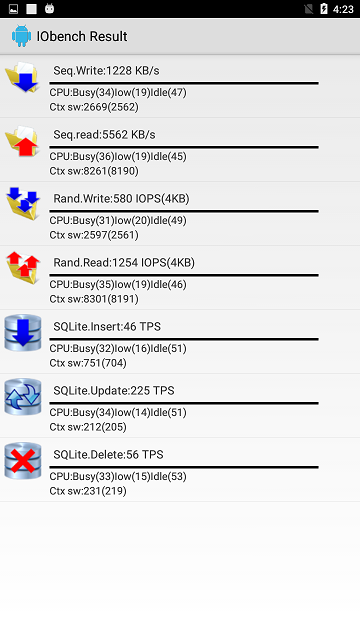 4:23
IObench Result
Seq.Write:1228 KB/s
CPU:Busy(34)Iow(19)Idle(47)
Ctx sw:2669(2562)
Seq.read:5562 KB/s
CPU:Busy(36)Iow(19)Idle(45)
Ctx sw:8261(8190)
Rand.Write:580 IOPS(4KB)
CPU:Busy(31)Iow(20)Idle(49)
Ctx sw:2597(2561)
Rand.Read:1254 IOPS(4KB)
CPU:Busy(35)Iow(19)Idle(46)
Ctx sw:8301(8191)
SQLite.Insert:46 TPS
CPU:Busy(32)Iow(16)Idle(51)
Ctx sw:751(704)
SQLite.Update:225 TPS
CPU:Busy(34)Iow(14)Idle(51)
Ctx sw:212(205)
SQLite.Delete:56 TPS
CPU:Busy(33)Iow(15)Idle(53)
Ctx sw:231(219)